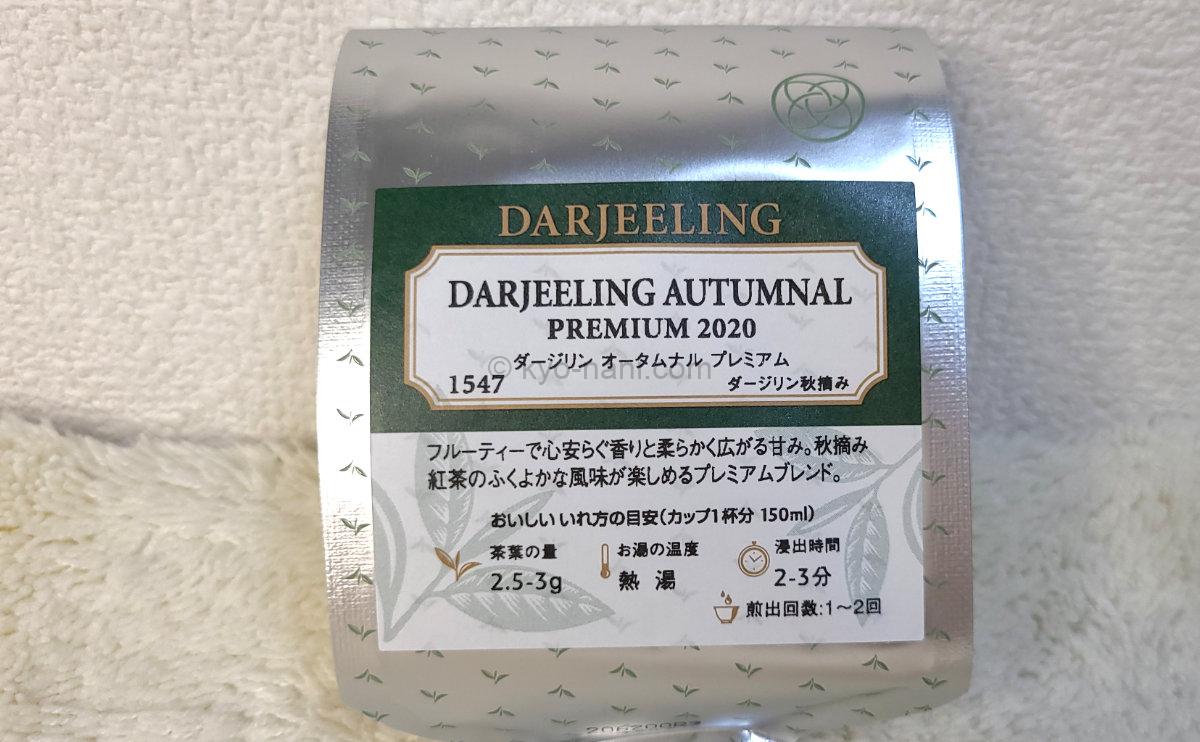 DARJEELING
DARJEELING AUTUMNAL
PREMIUM 2020
ダージリン オータムナル プレミアム
© kyo-nani.com
1547 ダージリン秋摘み
フルーティーで心安らぐ香りと柔らかく広がる甘み。秋摘み
紅茶のふくよかな風味が楽しめるプレミアムブレンド。
おいしい いれ方の目安(カップ1杯分 150ml)
茶葉の量 お湯の温度 浸出時間
2.5-3g 熱 湯 2-3分
煎出回数:1〜2回